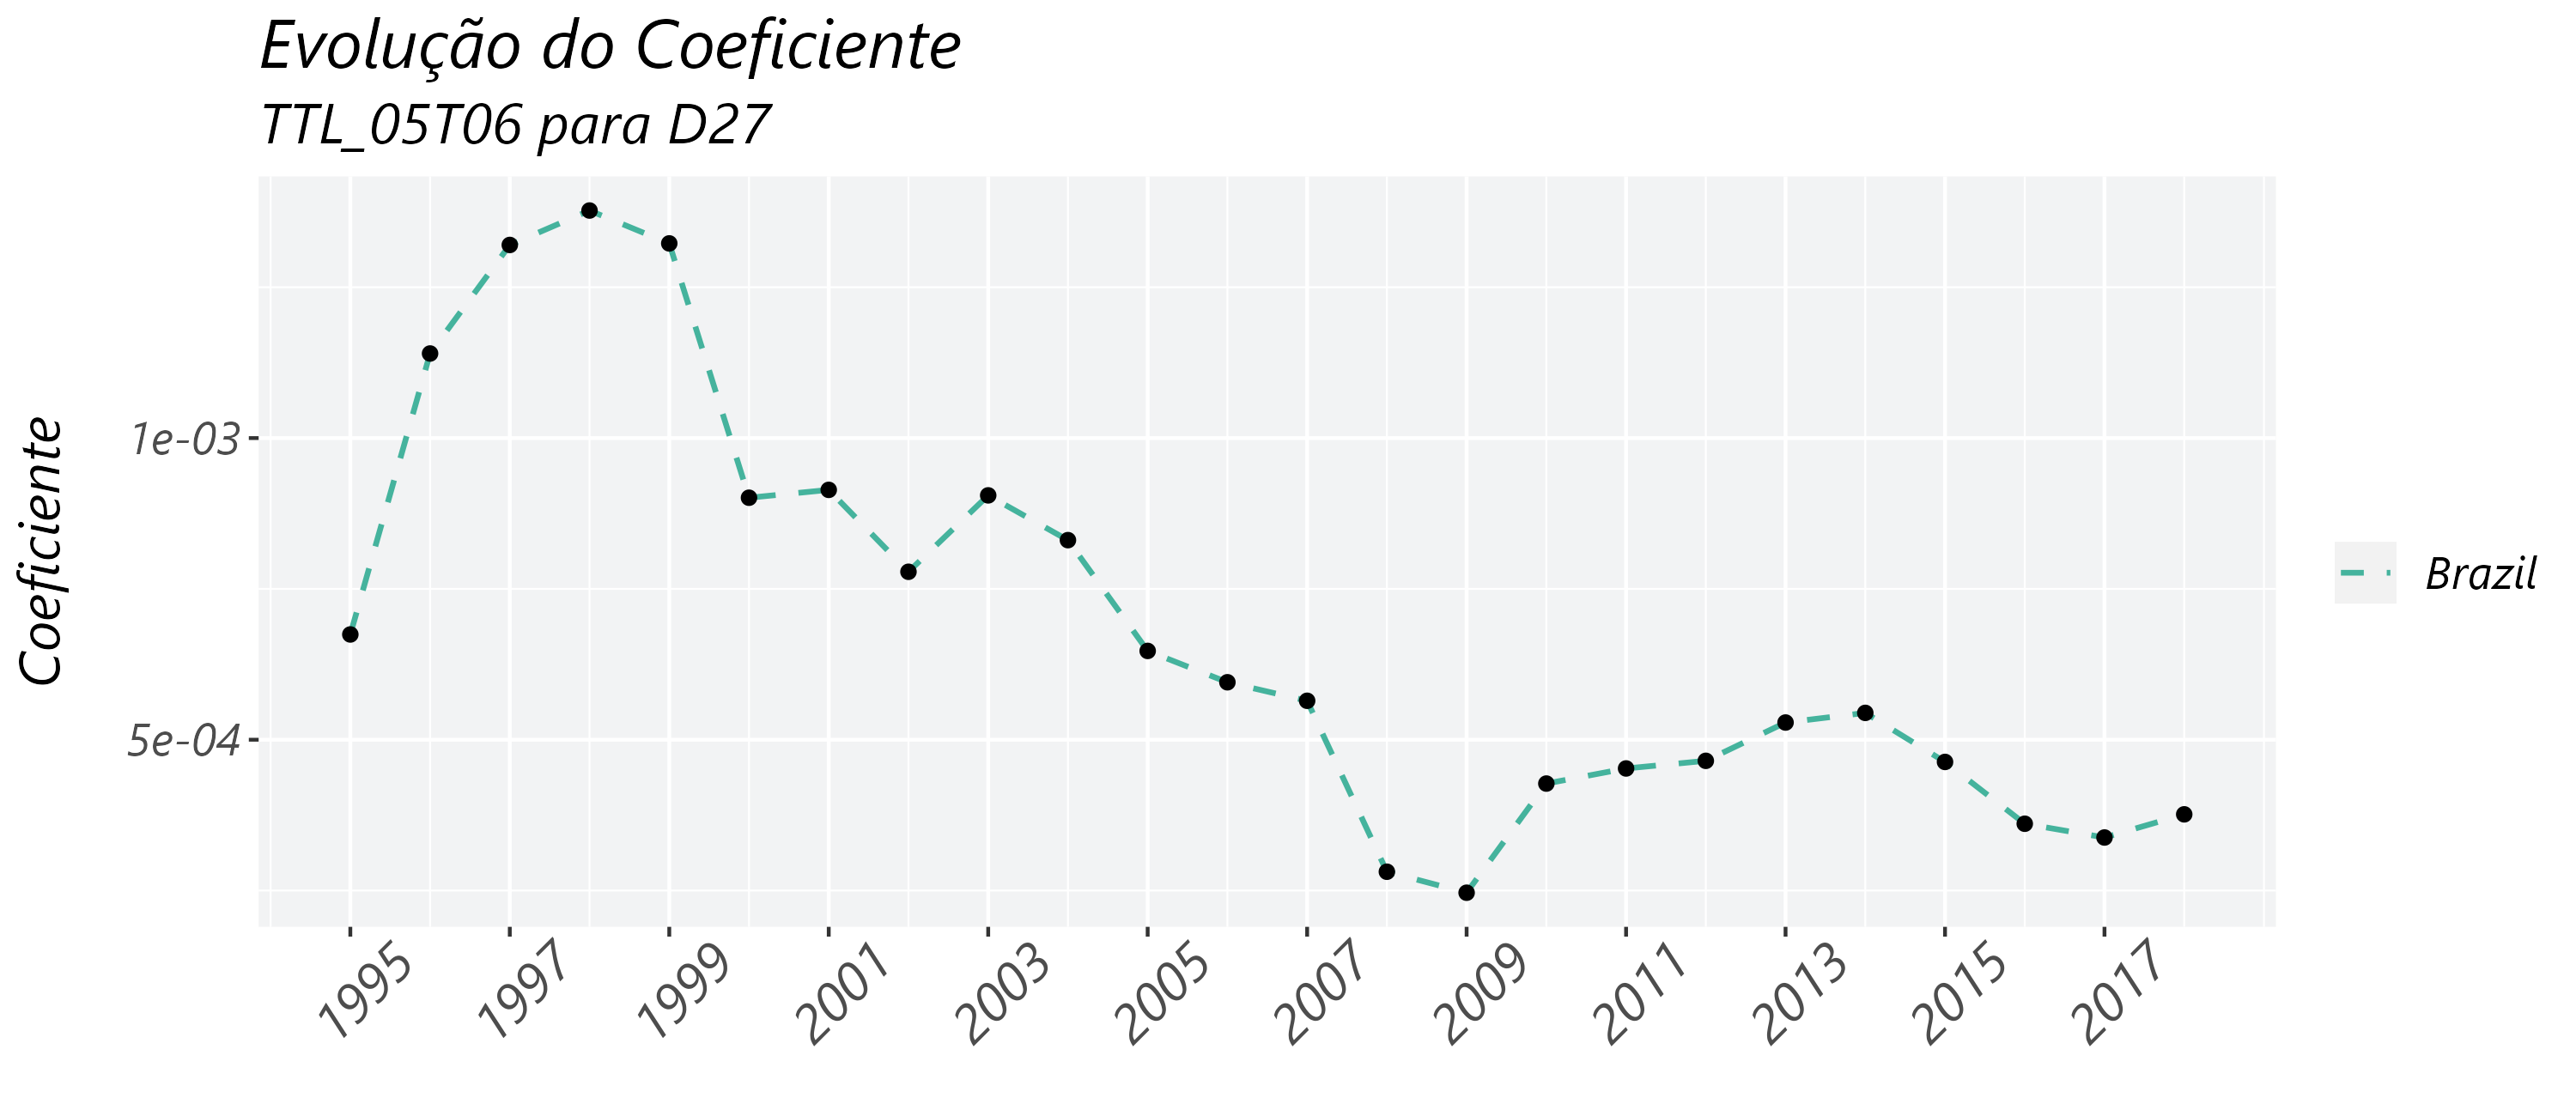 Evolução do Coeficiente
TTL_05T06 para D27
Coeficiente
1e-03
5e-04
1995
1997
1999
2001
2003
2005
2007
2009
2011
2013
2015
2017
Brazil